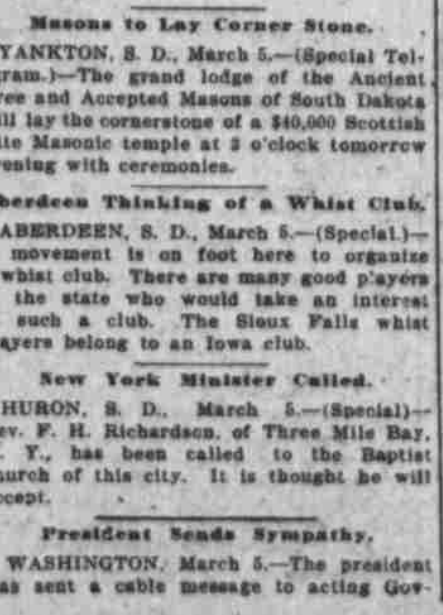 Masons to Lay Corner Stone.
YANKTON, S. D., March 5.—(Special Tel-
gram.)—The grand lodge of the Ancient
ree and Accepted Masons of South Dakota
ill lay the cornerstone of a $40,000 Scottish
ite Masonic temple at 3 o'clock tomorrow
vening with ceremonies.
berdeen Thinking of a Whist Club.
ABERDEEN, S. D., March 5.—(Special.)—
movement is on foot here to organize
whist club. There are many good players
the state who would take an interest
such a club. The Sioux Falls whist
ayers belong to an Iowa club.
New York Minister Called.
HURON, S. D., March 5.—(Special)—
ev. F. H. Richardson, of Three Mile Bay,
. Y., has been called to the Baptist
hurch of this city. It is thought he will
ccept.
President Sends Sympathy.
WASHINGTON, March 5.—The president
as sent a cable message to acting Gov-